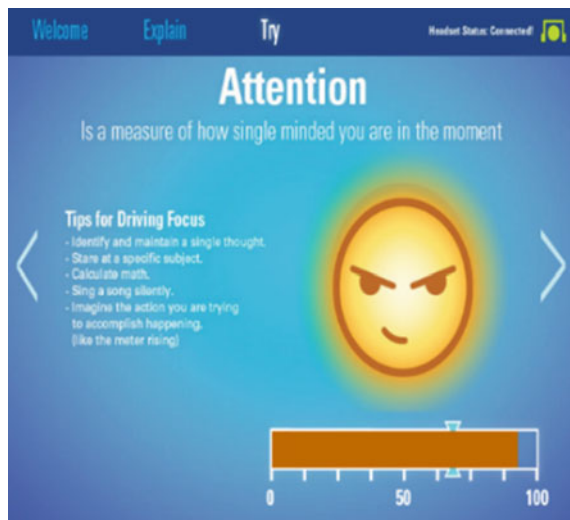 Welcome Explain Try Headset Status: Connected!
Attention
Is a measure of how single minded you are in the moment
Tips for Driving Focus
- Identify and maintain a single thought.
- Stare at a specific subject.
- Calculate math.
- Sing a song silently.
- Imagine the action you are trying
to accomplish happening.
(like the meter rising)
0 50 100